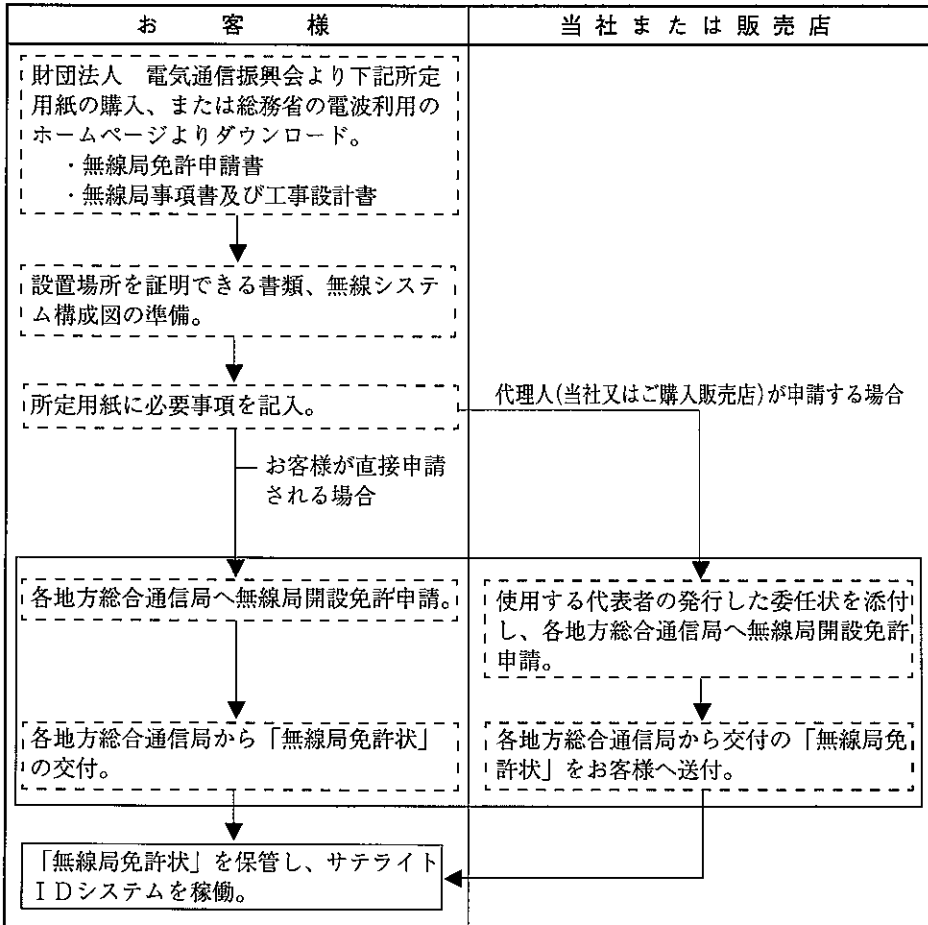 お客様
当社または販売店
財団法人 電気通信振興会より下記所定
用紙の購入、または総務省の電波利用の
ホームページよりダウンロード。
・無線局免許申請書
・無線局事項書及び工事設計書
設置場所を証明できる書類、無線システ
ム構成図の準備。
所定用紙に必要事項を記入。
代理人(当社又はご購入販売店)が申請する場合
お客様が直接申請
される場合
各地方総合通信局へ無線局開設免許申請。
使用する代表者の発行した委任状を添付
し、各地方総合通信局へ無線局開設免許
申請。
各地方総合通信局から「無線局免許状」
の交付。
各地方総合通信局から交付の「無線局免
許状」をお客様へ送付。
「無線局免許状」を保管し、サテライト
IDシステムを稼働。